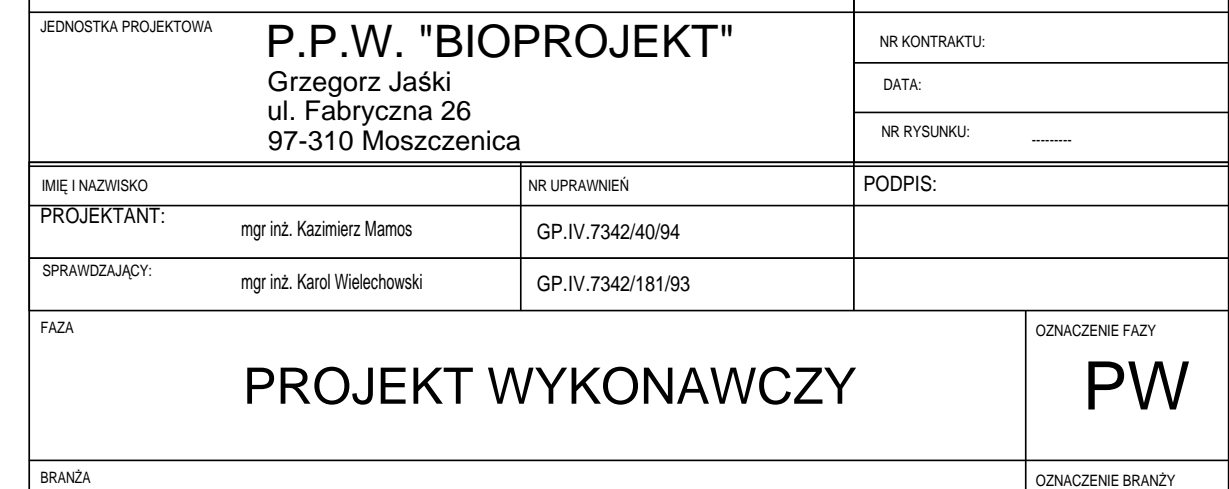 JEDNOSTKA PROJEKTOWA
P.P.W. "BIOPROJEKT"
Grzegorz Jaśki
ul. Fabryczna 26
97-310 Moszczenica
NR KONTRAKTU:
DATA:
NR RYSUNKU: ---------
IMIĘ I NAZWISKO NR UPRAWNIEŃ PODPIS:
PROJEKTANT: mgr inż. Kazimierz Mamos GP.IV.7342/40/94
SPRAWDZAJĄCY: mgr inż. Karol Wielechowski GP.IV.7342/181/93
FAZA
PROJEKT WYKONAWCZY
OZNACZENIE FAZY
PW
BRANŻA
OZNACZENIE BRANŻY